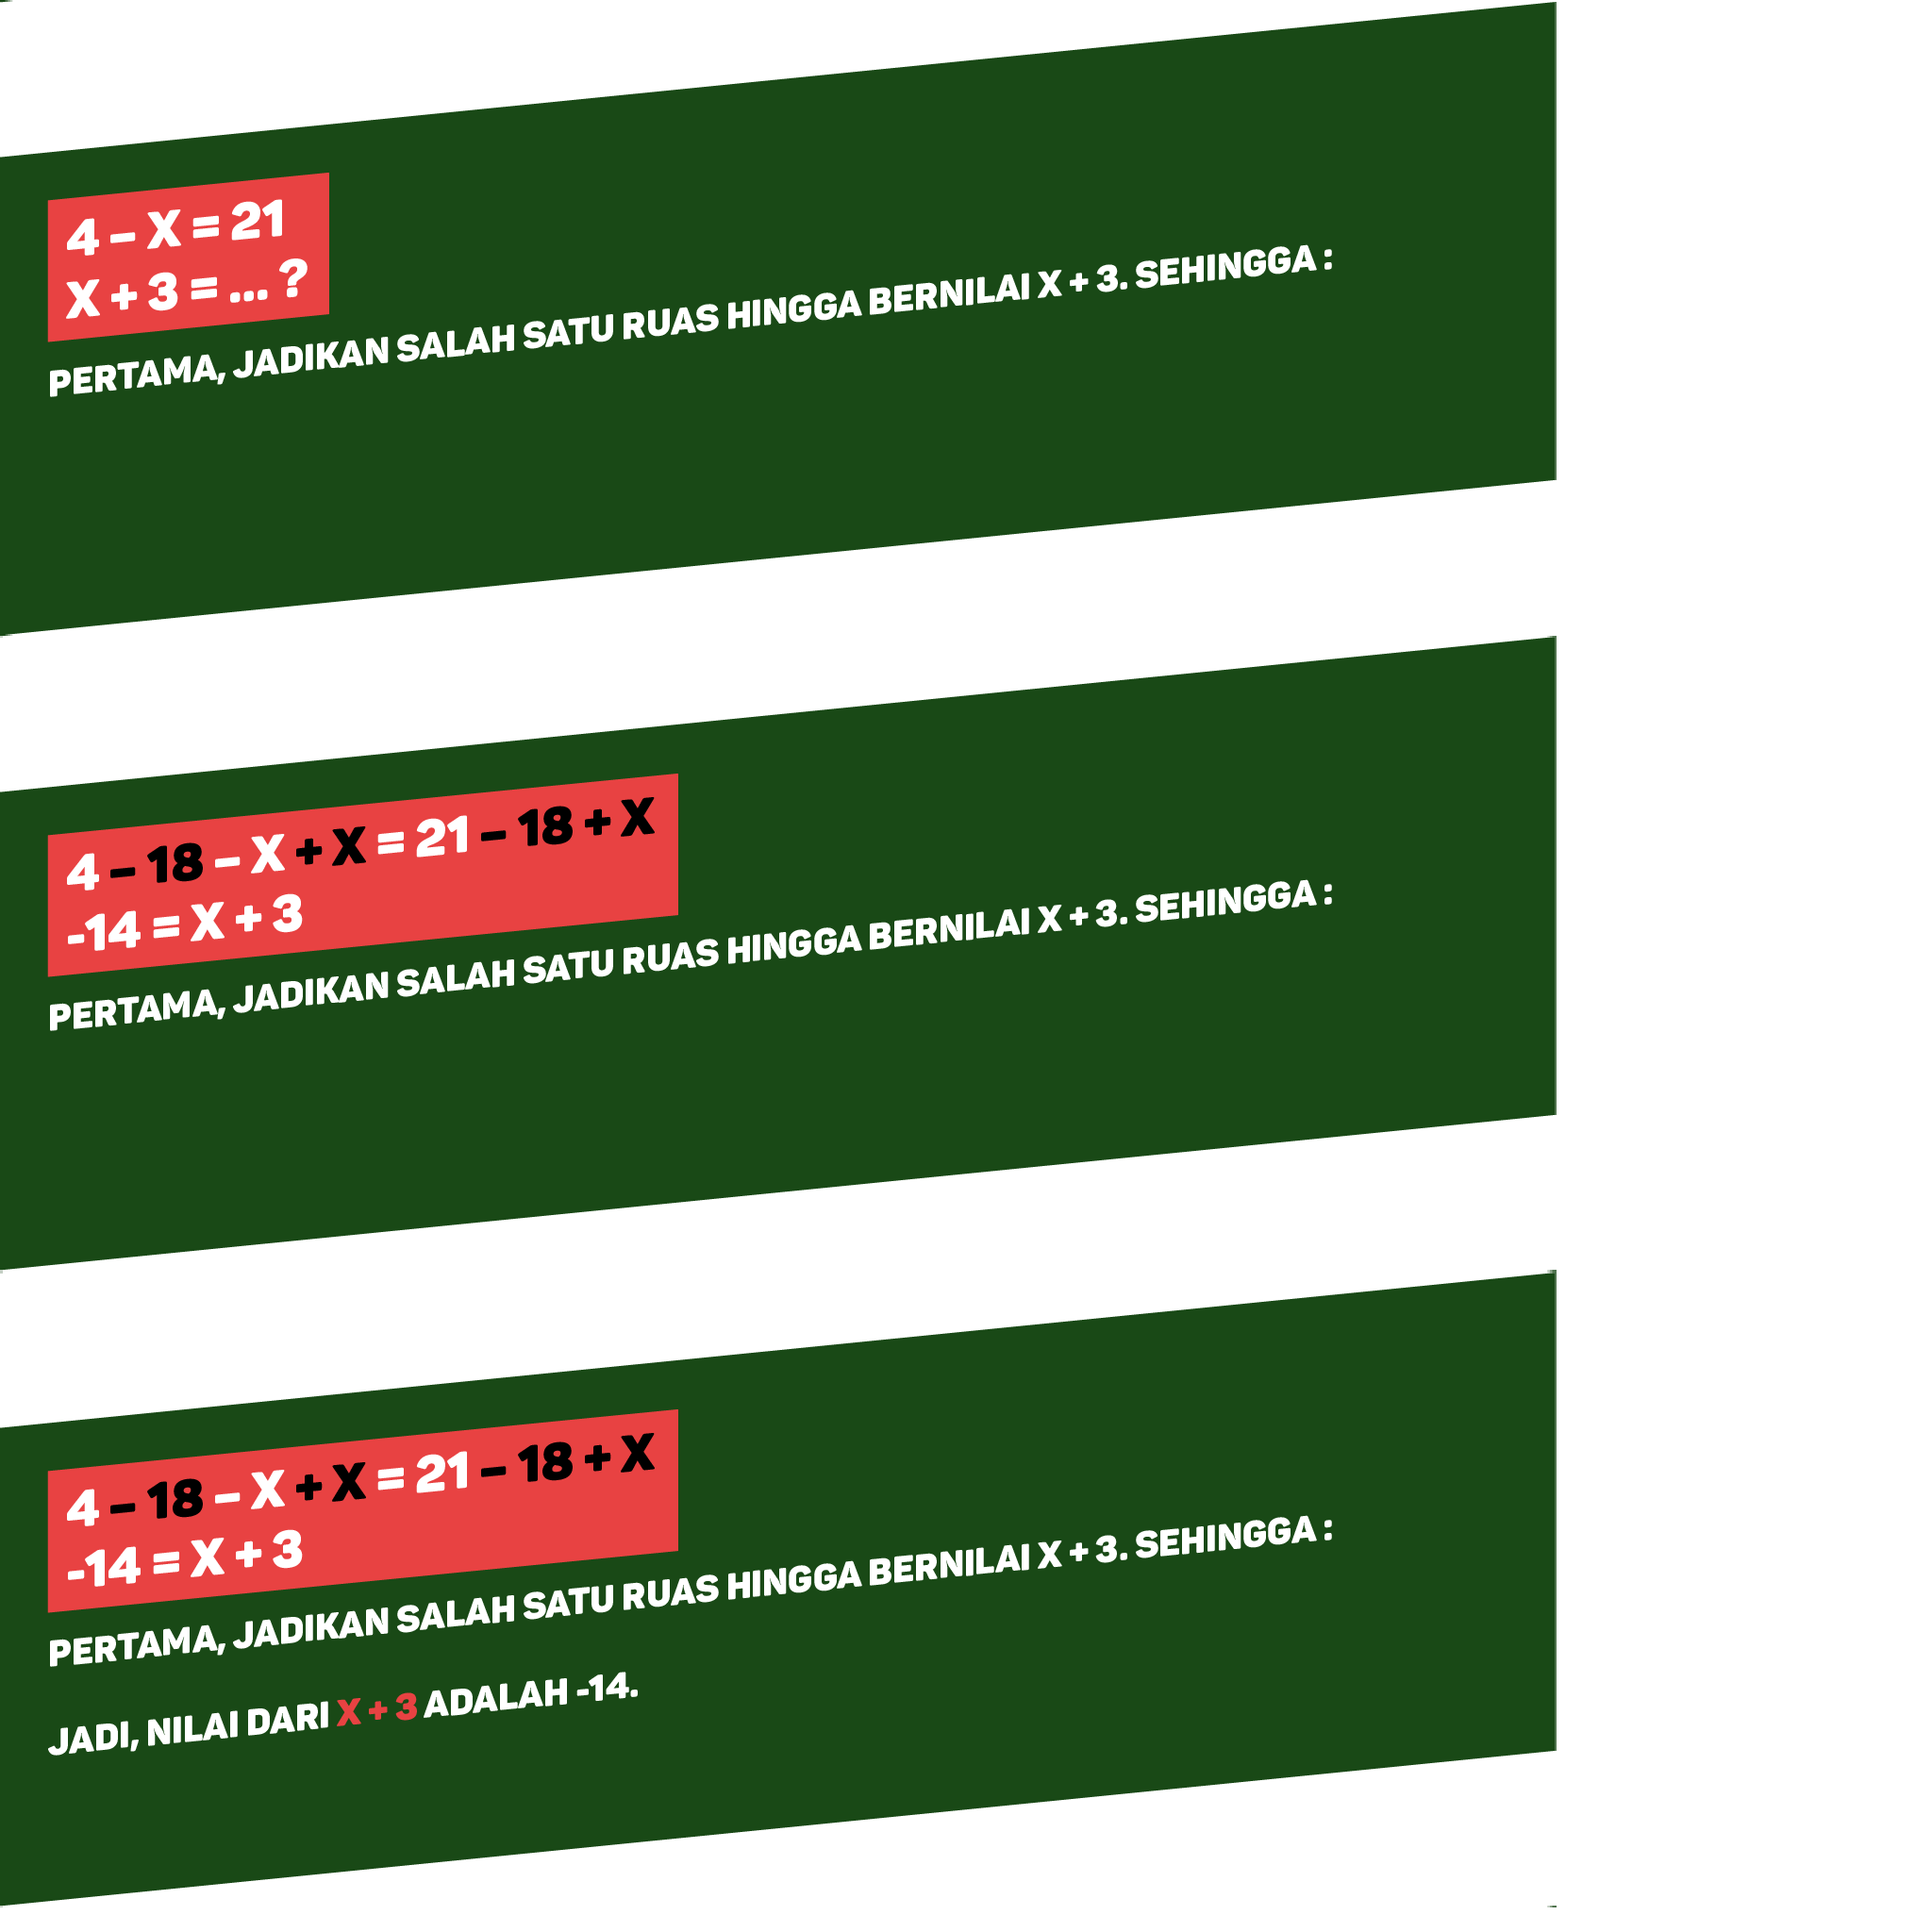 4 – X = 21
X + 3 = ... ?
PERTAMA, JADIKAN SALAH SATU RUAS HINGGA BERNILAI X + 3. SEHINGGA :
4 – 18 – X + X = 21 – 18 + X
-14 = X + 3
PERTAMA, JADIKAN SALAH SATU RUAS HINGGA BERNILAI X + 3. SEHINGGA :
4 – 18 – X + X = 21 – 18 + X
-14 = X + 3
PERTAMA, JADIKAN SALAH SATU RUAS HINGGA BERNILAI X + 3. SEHINGGA :
JADI, NILAI DARI X + 3 ADALAH -14.